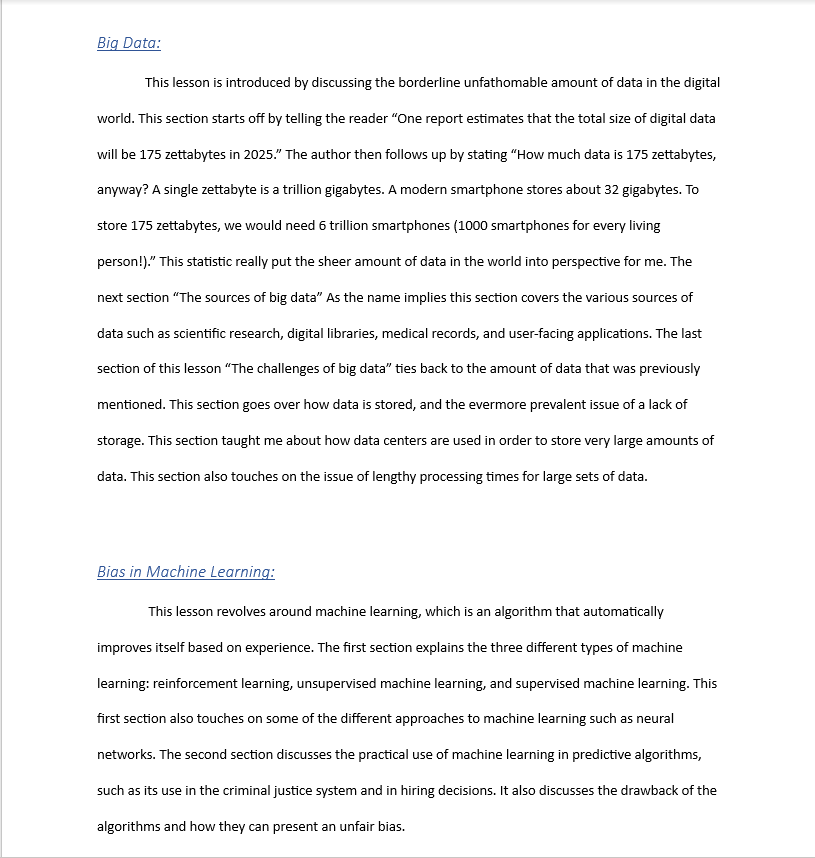 Big Data:
This lesson is introduced by discussing the borderline unfathomable amount of data in the digital
world. This section starts off by telling the reader “One report estimates that the total size of digital data
will be 175 zettabytes in 2025.” The author then follows up by stating “How much data is 175 zettabytes,
anyway? A single zettabyte is a trillion gigabytes. A modern smartphone stores about 32 gigabytes. To
store 175 zettabytes, we would need 6 trillion smartphones (1000 smartphones for every living
person!).” This statistic really put the sheer amount of data in the world into perspective for me. The
next section “The sources of big data” As the name implies this section covers the various sources of
data such as scientific research, digital libraries, medical records, and user-facing applications. The last
section of this lesson “The challenges of big data” ties back to the amount of data that was previously
mentioned. This section goes over how data is stored, and the evermore prevalent issue of a lack of
storage. This section taught me about how data centers are used in order to store very large amounts of
data. This section also touches on the issue of lengthy processing times for large sets of data.
Bias in Machine Learning:
This lesson revolves around machine learning, which is an algorithm that automatically
improves itself based on experience. The first section explains the three different types of machine
learning: reinforcement learning, unsupervised machine learning, and supervised machine learning. This
first section also touches on some of the different approaches to machine learning such as neural
networks. The second section discusses the practical use of machine learning in predictive algorithms,
such as its use in the criminal justice system and in hiring decisions. It also discusses the drawback of the
algorithms and how they can present an unfair bias.